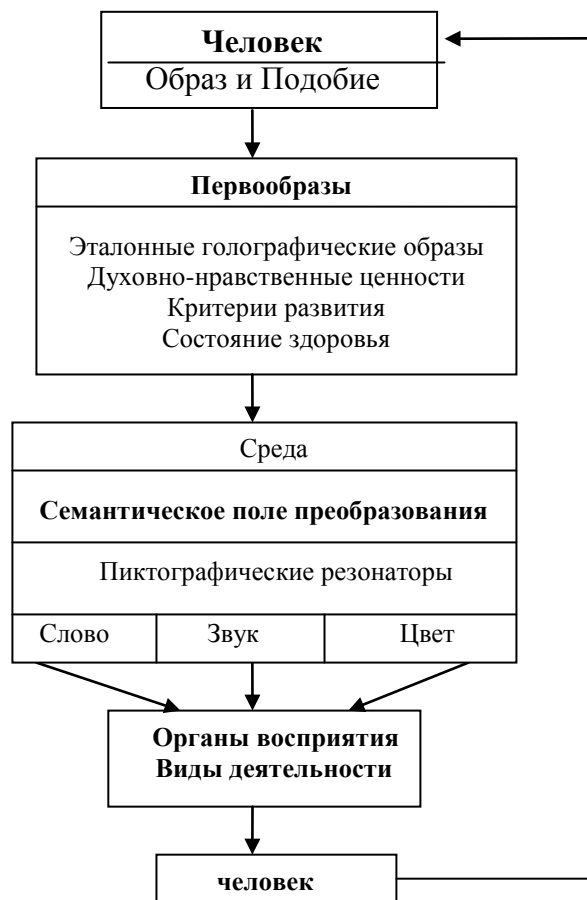 Человек
Образ и Подобие
Первообразы
Эталонные голографические образы
Духовно-нравственные ценности
Критерии развития
Состояние здоровья
Среда
Семантическое поле преобразования
Пиктографические резонаторы
Слово Звук Цвет
Органы восприятия
Виды деятельности
человек